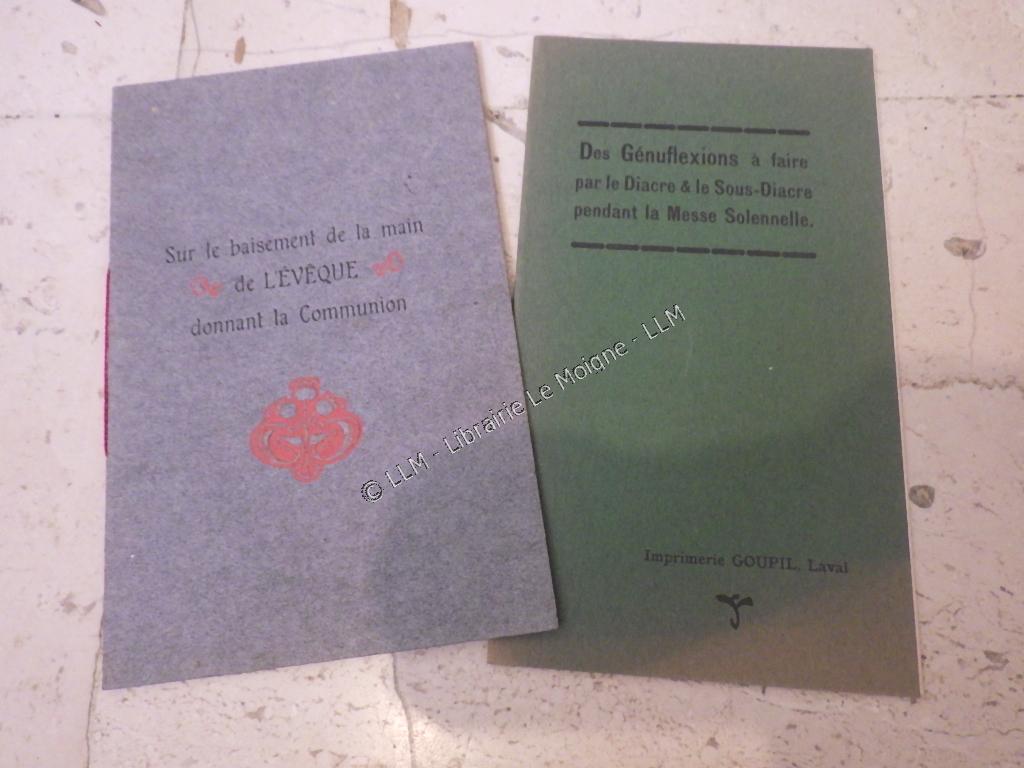 Sur le baisement de la main
de L'ÉVÊQUE
donnant la Communion
Des Génuflexions à faire
par le Diacre & le Sous-Diacre
pendant la Messe Solennelle.
Imprimerie GOUPIL, Laval
© LLM - Librairie Le Moigne - LLM